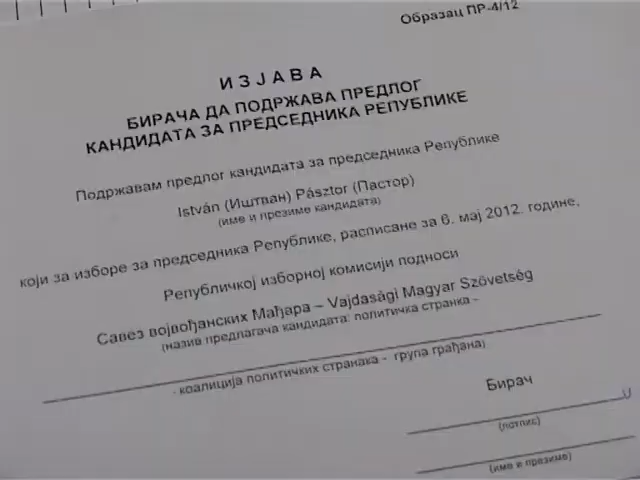 Образац ПР-4/12
И З Ј А В А
БИРАЧА ДА ПОДРЖАВА ПРЕДЛОГ
КАНДИДАТА ЗА ПРЕДСЕДНИКА РЕПУБЛИКЕ
Подржавам предлог кандидата за председника Републике
István (Иштван) Pásztor (Пастор)
(име и презиме кандидата)
који за изборе за председника Републике, расписане за 6. мај 2012. године,
Републичкој изборној комисији подноси
Савез војвођанских Мађара – Vajdasági Magyar Szövetség
(назив предлагача кандидата: политичка странка -
- коалиција политичких странака - група грађана)
Бирач
(потпис)
(име и презиме)